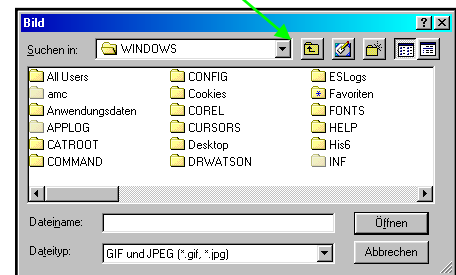 Bild
Suchen in: WINDOWS
All Users CONFIG ESLogs
amc Cookies Favoriten
Anwendungsdaten COREL FONTS
APPLOG CURSORS HELP
CATROOT Desktop His6
COMMAND DRWATSON INF
Dateiname: Öffnen
Dateityp: GIF und JPEG (*.gif, *.jpg) Abbrechen